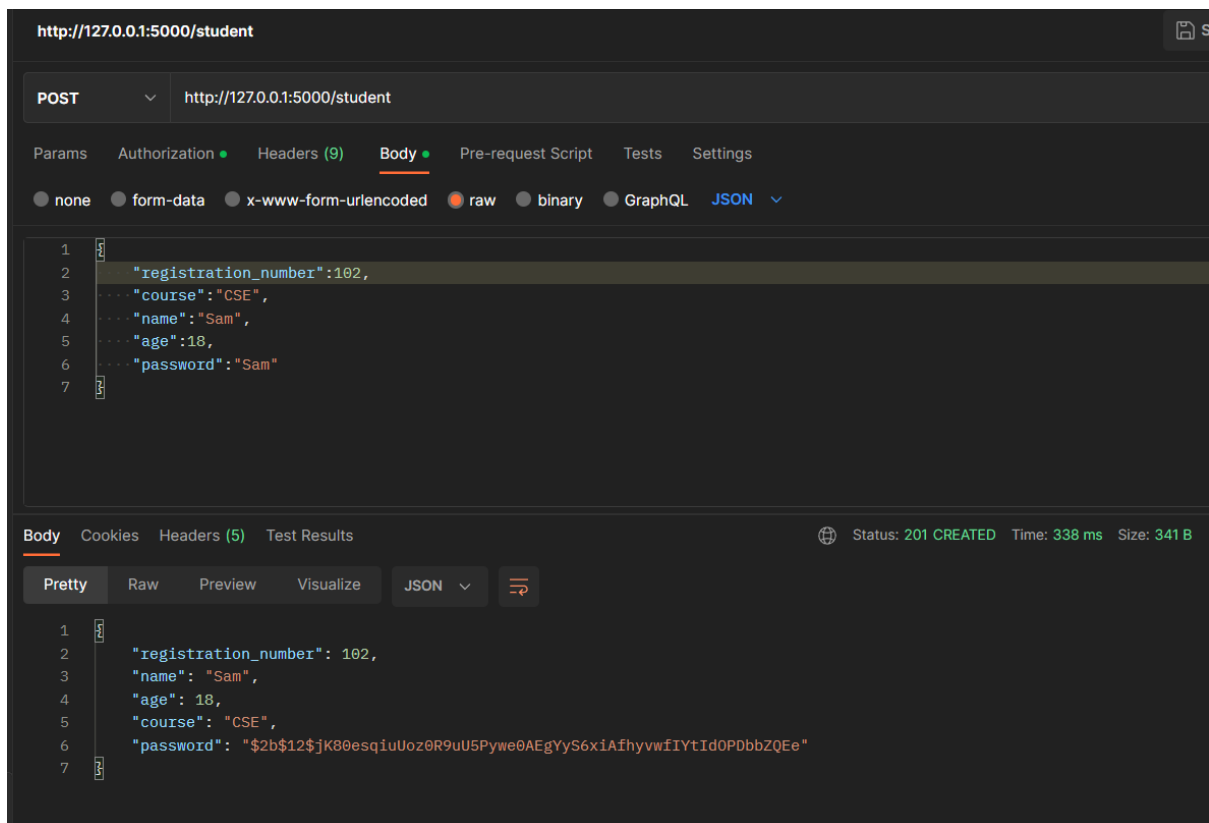 http://127.0.0.1:5000/student
POST http://127.0.0.1:5000/student
Params Authorization Headers (9) Body Pre-request Script Tests Settings
none form-data x-www-form-urlencoded raw binary GraphQL JSON
1 {
2 "registration_number":102,
3 "course":"CSE",
4 "name":"Sam",
5 "age":18,
6 "password":"Sam"
7 }
Body Cookies Headers (5) Test Results Status: 201 CREATED Time: 338 ms Size: 341 B
Pretty Raw Preview Visualize JSON
1 {
2 "registration_number": 102,
3 "name": "Sam",
4 "age": 18,
5 "course": "CSE",
6 "password": "$2b$12$jK80esqiuUoz0R9uU5Pywe0AEgYyS6xiAfhyvwfIYtIdOPDbbZQEe"
7 }